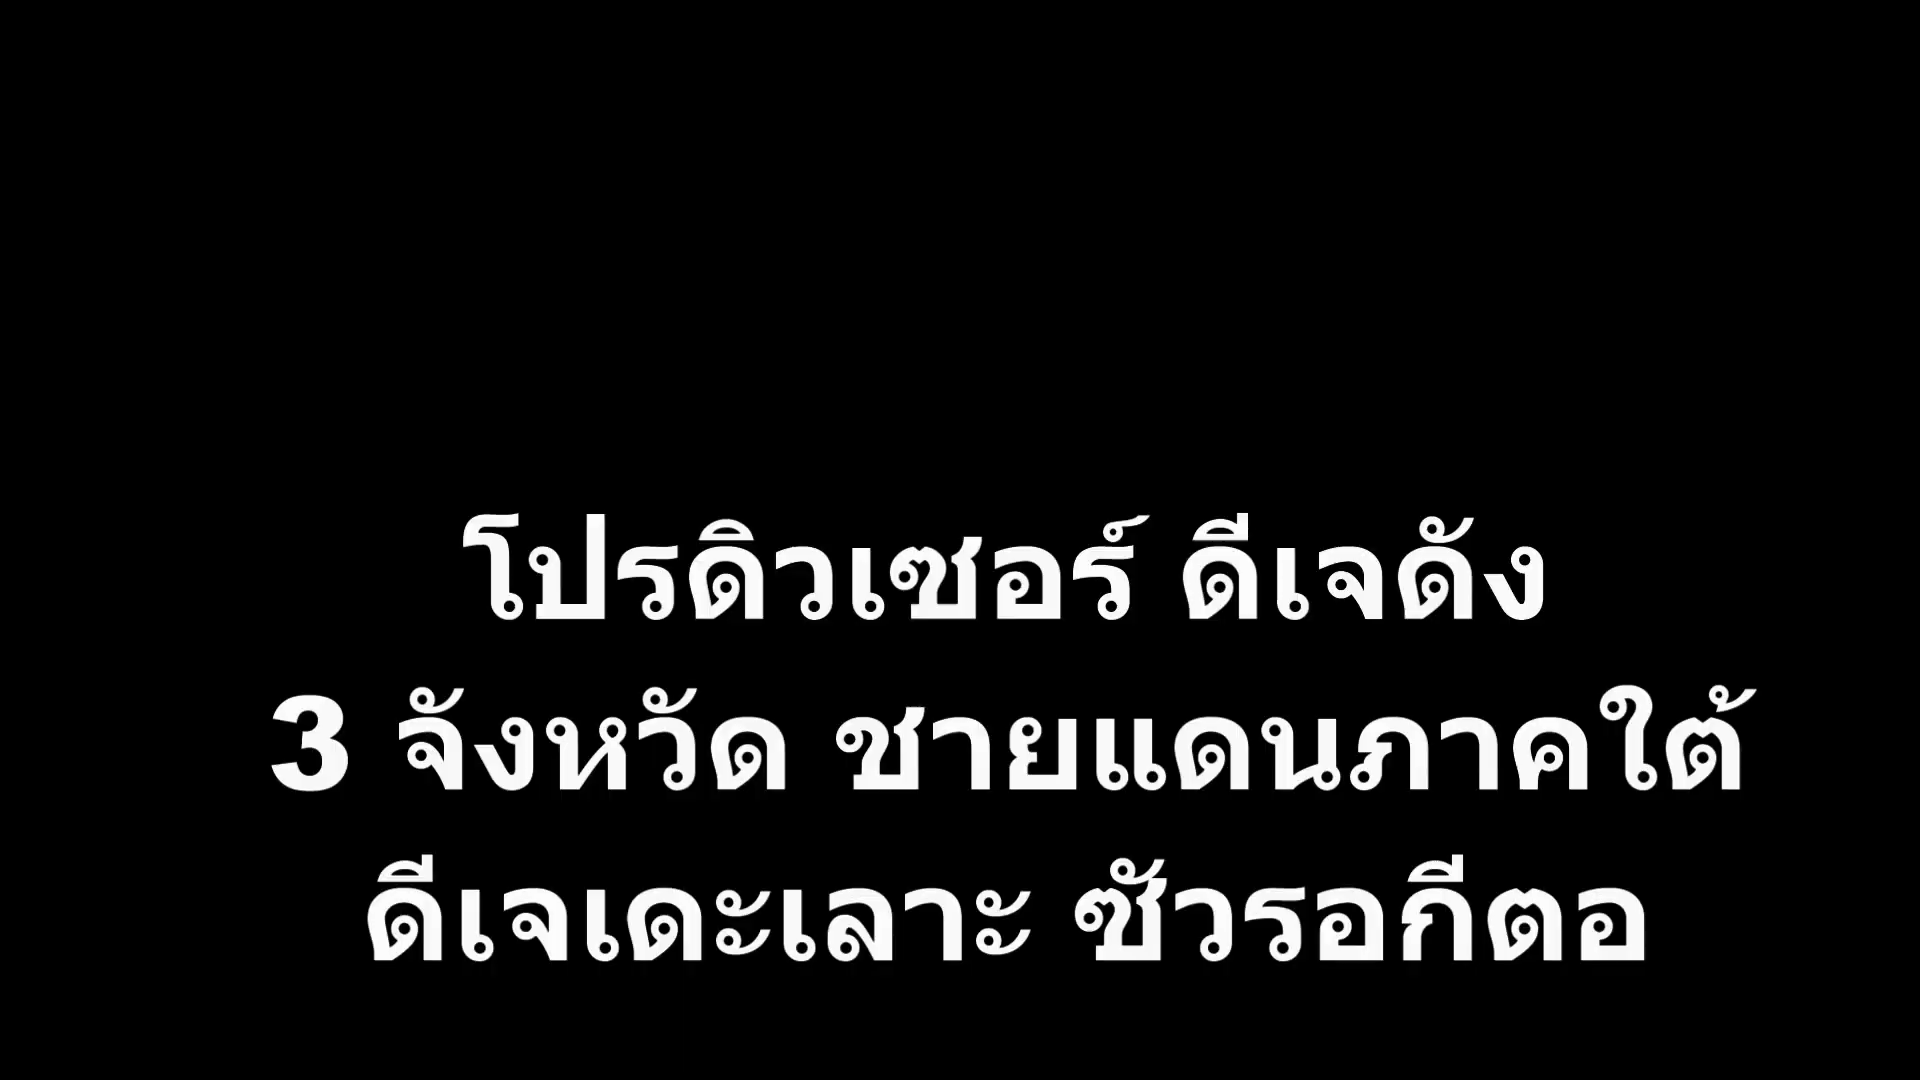 โปรดิวเซอร์ ดีเจดัง
3 จังหวัด ชายแดนภาคใต้
ดีเจเดะเลาะ ซัวรอกีตอ